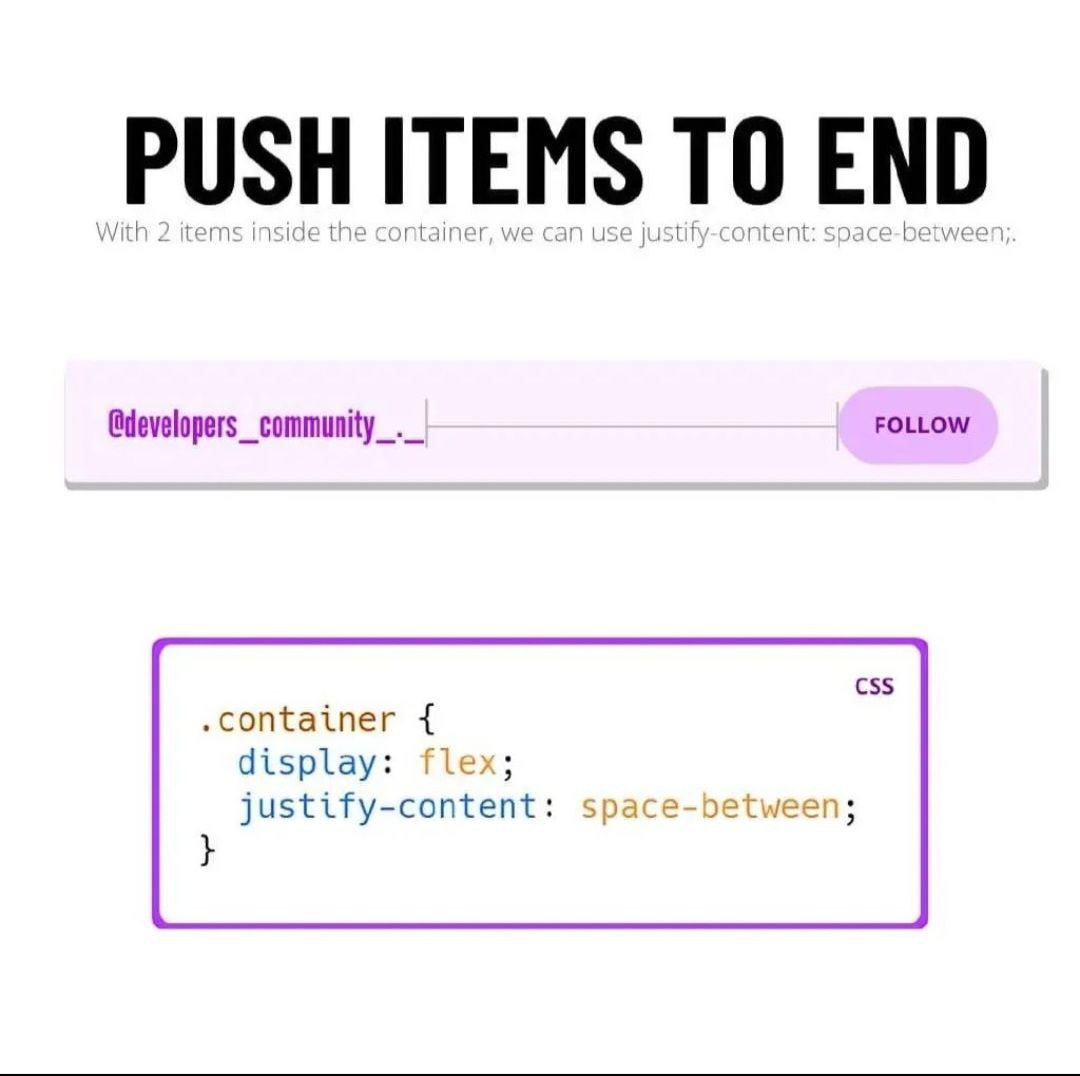 PUSH ITEMS TO END
With 2 items inside the container, we can use justify-content: space-between;.
@developers_community_._
FOLLOW
CSS
.container {
  display: flex;
  justify-content: space-between;
}